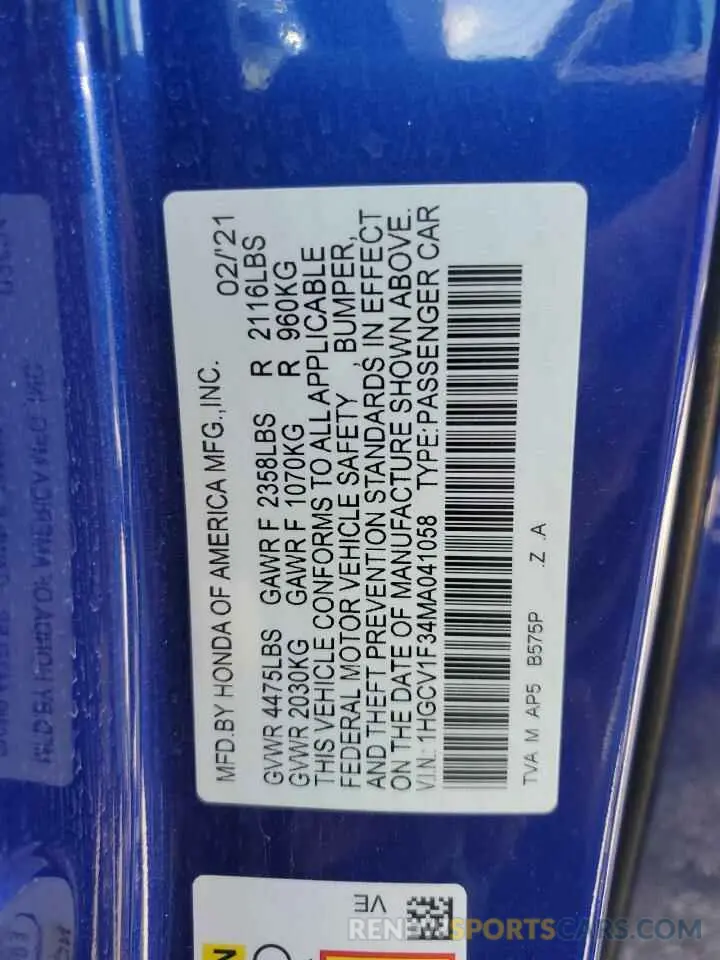 MFD.BY HONDA OF AMERICA MFG.,INC. 02/'21
GVWR 4475LBS GAWR F 2358LBS R 2116LBS
GVWR 2030KG GAWR F 1070KG R 960KG
THIS VEHICLE CONFORMS TO ALL APPLICABLE
FEDERAL MOTOR VEHICLE SAFETY BUMPER,
AND THEFT PREVENTION STANDARDS, IN EFFECT
ON THE DATE OF MANUFACTURE SHOWN ABOVE.
V.I.N.: 1HGCV1F34MA041058 TYPE:PASSENGER CAR
TVA M AP5 B575P .Z .A
VE
RENEWSPORTSCARS.COM